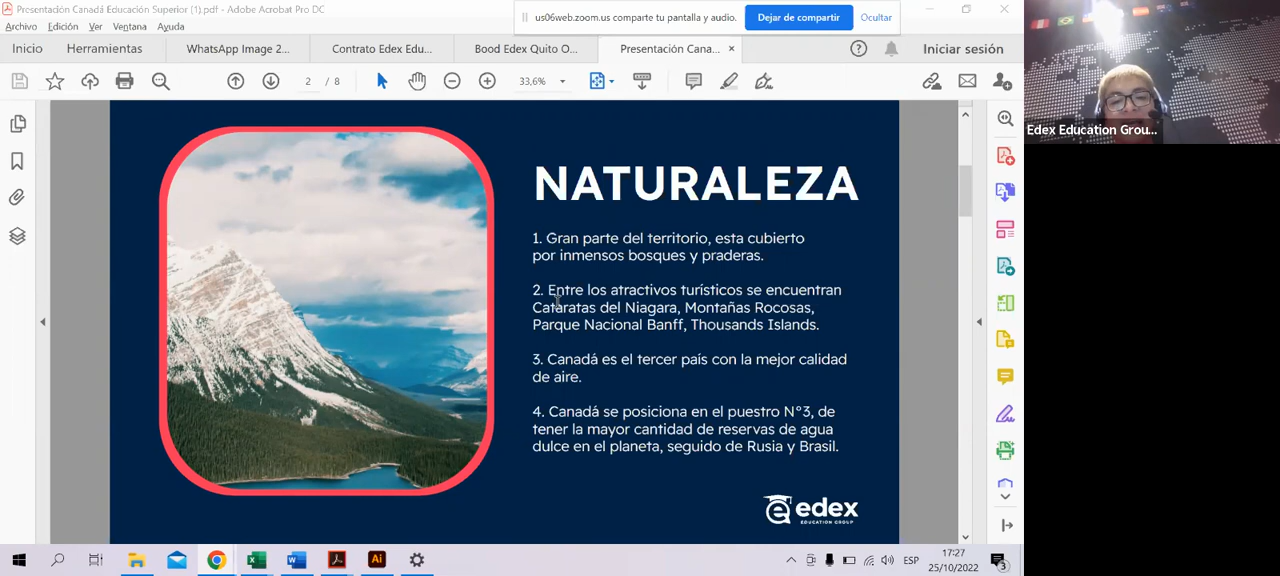 Presentación Canadá Educación Superior (1).pdf - Adobe Acrobat Pro DC
us06web.zoom.us comparte tu pantalla y audio.
Dejar de compartir
Ocultar
Archivo Edición Ver Ventana Ayuda
Inicio
Herramientas
WhatsApp Image 2...
Contrato Edex Edu...
Bood Edex Quito O...
Presentación Cana...
Iniciar sesión
2 / 8
33,6%
Edex Education Grou...
NATURALEZA
1. Gran parte del territorio, esta cubierto
por inmensos bosques y praderas.
2. Entre los atractivos turísticos se encuentran
Cataratas del Niagara, Montañas Rocosas,
Parque Nacional Banff, Thousands Islands.
3. Canadá es el tercer país con la mejor calidad
de aire.
4. Canadá se posiciona en el puestro N°3, de
tener la mayor cantidad de reservas de agua
dulce en el planeta, seguido de Rusia y Brasil.
edex
EDUCATION GROUP
ESP
17:27
25/10/2022
3